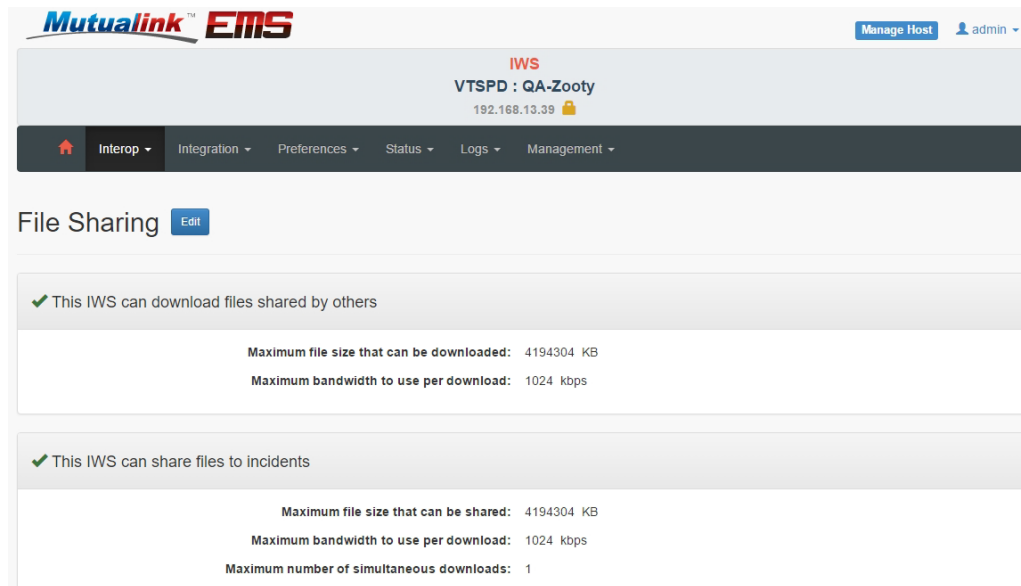 Mutualink™ EMS
Manage Host admin
IWS
VTSPD : QA-Zooty
192.168.13.39
Interop Integration Preferences Status Logs Management
File Sharing Edit
This IWS can download files shared by others
Maximum file size that can be downloaded: 4194304 KB
Maximum bandwidth to use per download: 1024 kbps
This IWS can share files to incidents
Maximum file size that can be shared: 4194304 KB
Maximum bandwidth to use per download: 1024 kbps
Maximum number of simultaneous downloads: 1